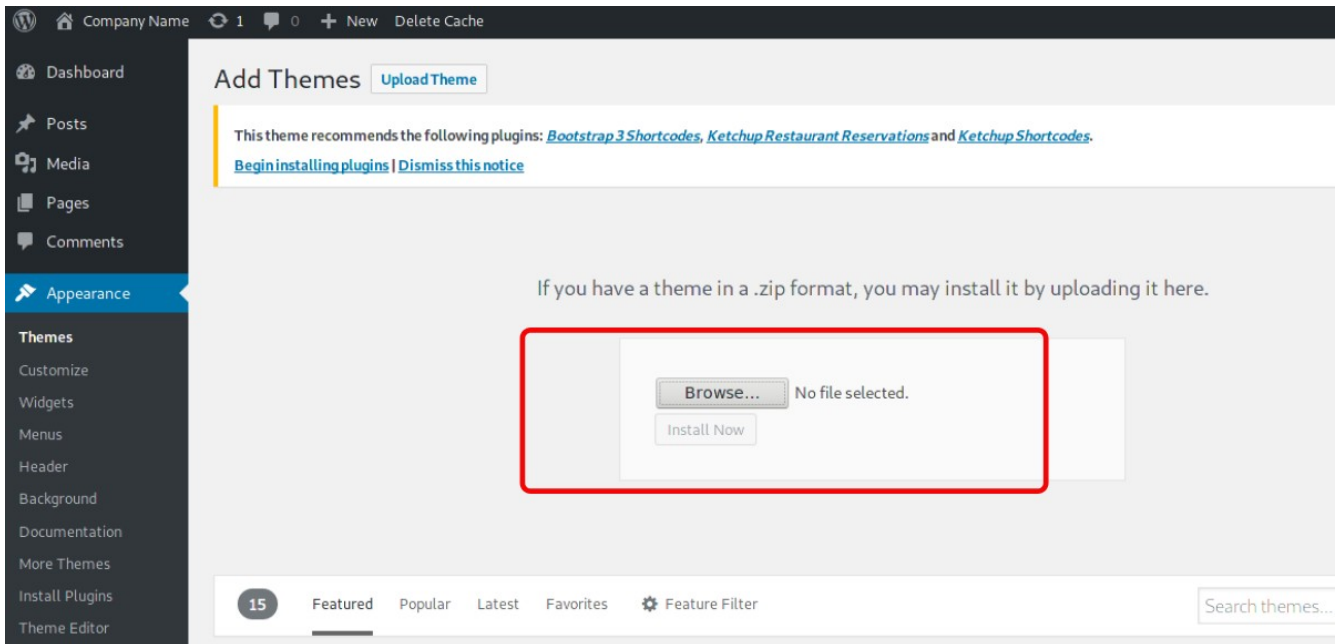 Company Name 1 0 + New Delete Cache
Dashboard
Posts
Media
Pages
Comments
Appearance
Themes
Customize
Widgets
Menus
Header
Background
Documentation
More Themes
Install Plugins
Theme Editor
Add Themes Upload Theme
This theme recommends the following plugins: Bootstrap 3 Shortcodes, Ketchup Restaurant Reservations and Ketchup Shortcodes.
Begin installing plugins | Dismiss this notice
If you have a theme in a .zip format, you may install it by uploading it here.
Browse... No file selected.
Install Now
15 Featured Popular Latest Favorites Feature Filter Search themes...